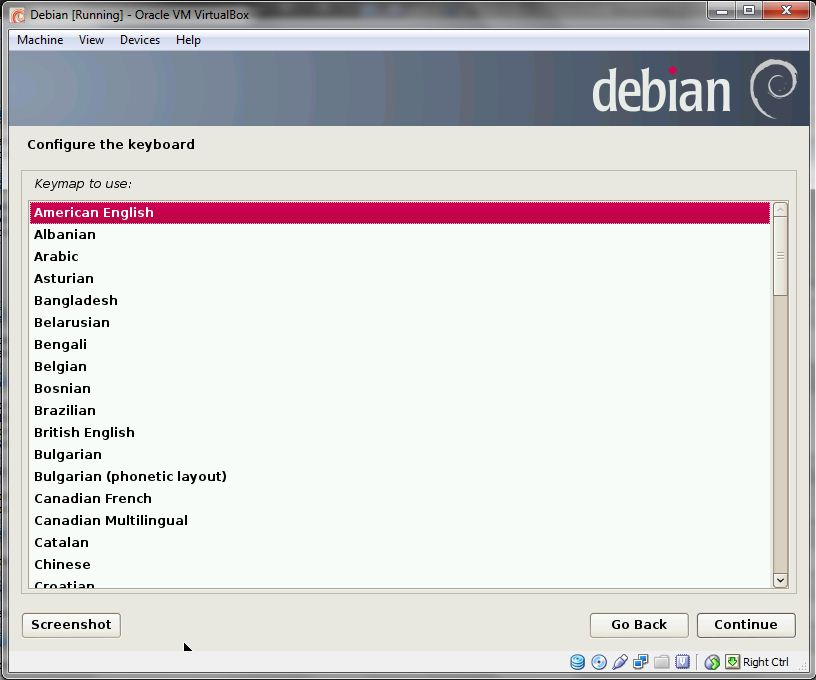 Debian [Running] - Oracle VM VirtualBox
Machine View Devices Help
debian
Configure the keyboard
Keymap to use:
American English
Albanian
Arabic
Asturian
Bangladesh
Belarusian
Bengali
Belgian
Bosnian
Brazilian
British English
Bulgarian
Bulgarian (phonetic layout)
Canadian French
Canadian Multilingual
Catalan
Chinese
Croatian
Screenshot Go Back Continue
Right Ctrl